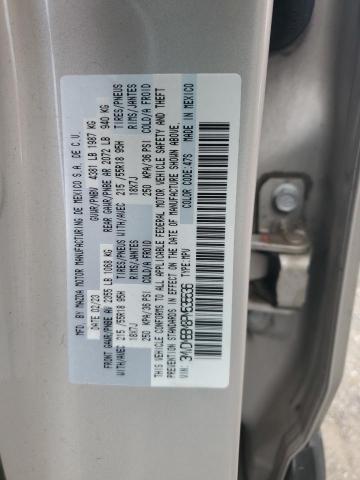 MFG. BY MAZDA MOTOR MANUFACTURING DE MEXICO S.A. DE C.V.
DATE 02/23 GVWR/PNBV 4381 LB 1987 KG
FRONT GAWR/PNBE AV 2355 LB 1068 KG REAR GAWR/PNBE AR 2072 LB 940 KG
WITH/AVEC 215/55R18 95H TIRES/PNEUS WITH/AVEC 215/55R18 95H TIRES/PNEUS
18X7J RIMS/JANTES 18X7J RIMS/JANTES
250 KPA/36 PSI COLD/A FROID 250 KPA/36 PSI COLD/A FROID
THIS VEHICLE CONFORMS TO ALL APPLICABLE FEDERAL MOTOR VEHICLE SAFETY AND THEFT
PREVENTION STANDARDS IN EFFECT ON THE DATE OF MANUFACTURE SHOWN ABOVE.
VIN: TYPE: MPV COLOR CODE: 47S MADE IN MEXICO